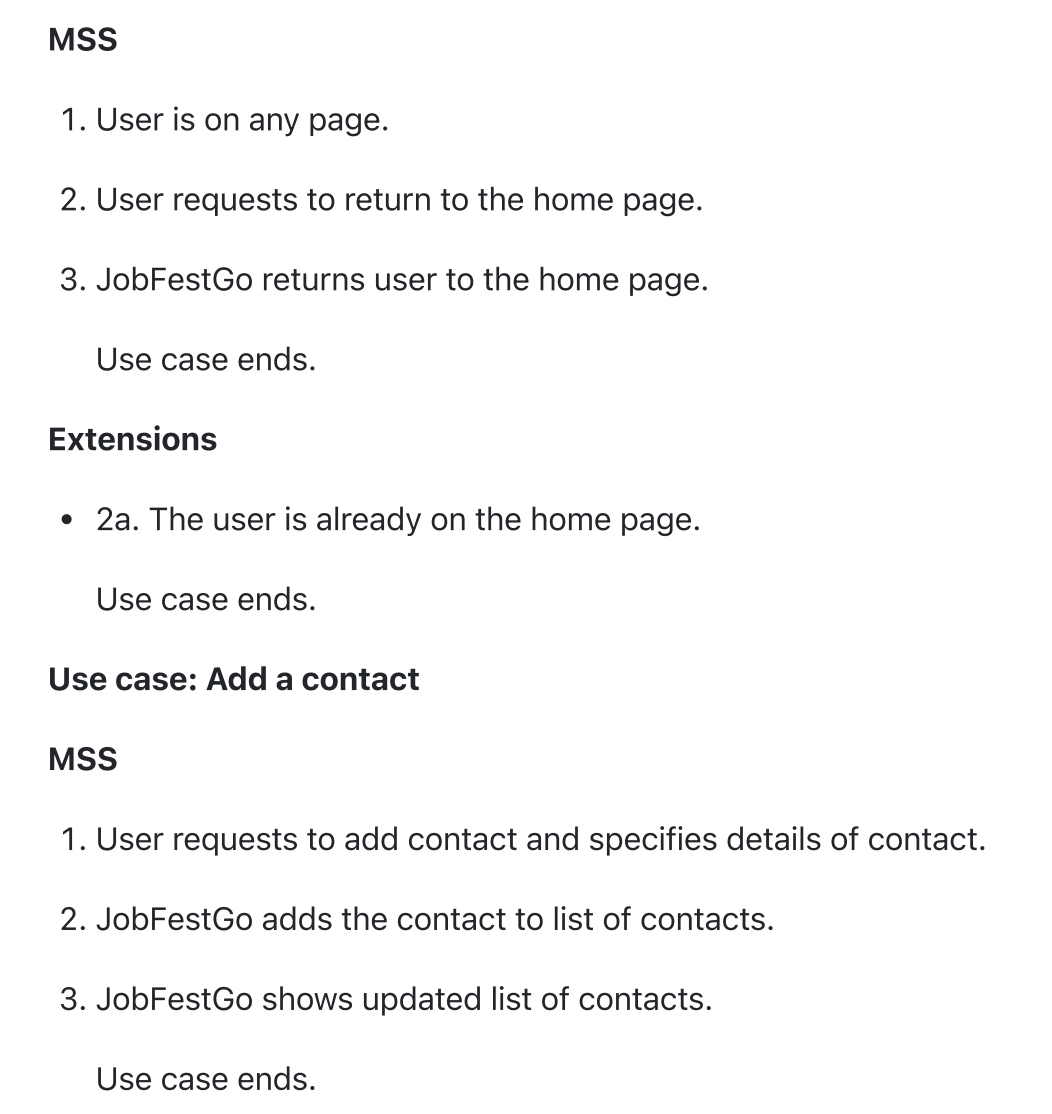 MSS
1. User is on any page.
2. User requests to return to the home page.
3. JobFestGo returns user to the home page.
Use case ends.
Extensions
• 2a. The user is already on the home page.
Use case ends.
Use case: Add a contact
MSS
1. User requests to add contact and specifies details of contact.
2. JobFestGo adds the contact to list of contacts.
3. JobFestGo shows updated list of contacts.
Use case ends.